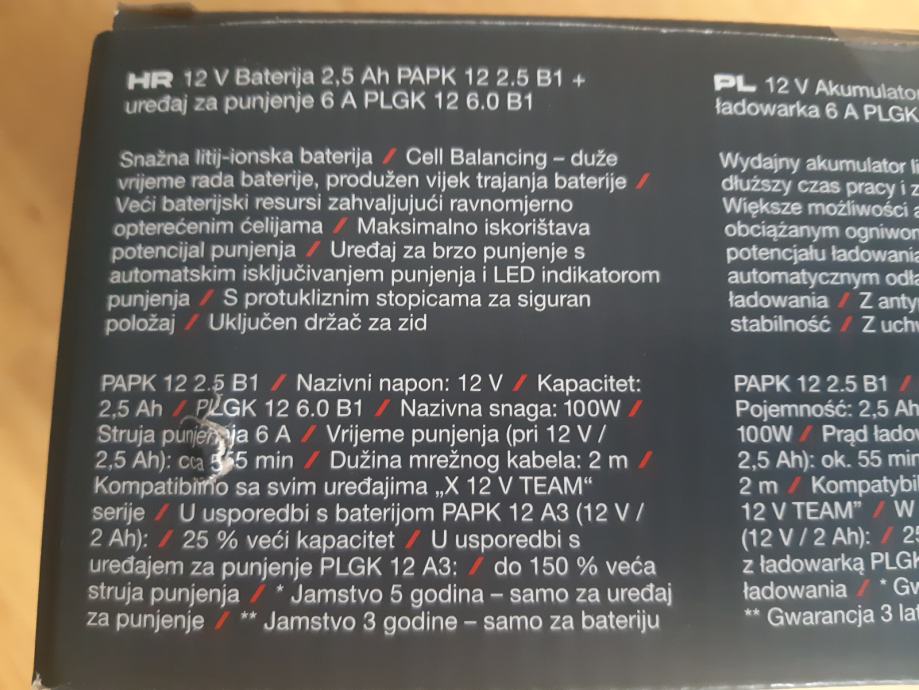 HR 12 V Baterija 2,5 Ah PAPK 12 2.5 B1 +
uređaj za punjenje 6 A PLGK 12 6.0 B1
Snažna litij-ionska baterija / Cell Balancing – duže
vrijeme rada baterije, produžen vijek trajanja baterije /
Veći baterijski resursi zahvaljujući ravnomjerno
opterećenim ćelijama / Maksimalno iskorištava
potencijal punjenja / Uređaj za brzo punjenje s
automatskim isključivanjem punjenja i LED indikatorom
punjenja / S protukliznim stopicama za siguran
položaj / Uključen držač za zid
PAPK 12 2.5 B1 / Nazivni napon: 12 V / Kapacitet:
2,5 Ah / PLGK 12 6.0 B1 / Nazivna snaga: 100W /
Struja punjenja 6 A / Vrijeme punjenja (pri 12 V /
2,5 Ah): cca 55 min / Dužina mrežnog kabela: 2 m /
Kompatibilno sa svim uređajima „X 12 V TEAM“
serije / U usporedbi s baterijom PAPK 12 A3 (12 V /
2 Ah): / 25 % veći kapacitet / U usporedbi s
uređajem za punjenje PLGK 12 A3: / do 150 % veća
struja punjenja / * Jamstvo 5 godina – samo za uređaj
za punjenje / ** Jamstvo 3 godine – samo za bateriju
PL 12 V Akumulator
ładowarka 6 A PLGK
Wydajny akumulator
dłuższy czas pracy i
Większe możliwości
obciążanym
potencjału ładowania
automatycznym
ładowania / Z
stabilność / Z
PAPK 12 2.5 B1 /
Pojemność: 2,5 Ah
100W / Prąd
2,5 Ah): ok. 55 min
2 m /
12 V TEAM” / W
(12 V / 2 Ah): /
z ładowarką PLGK
ładowania / *
** Gwarancja 3